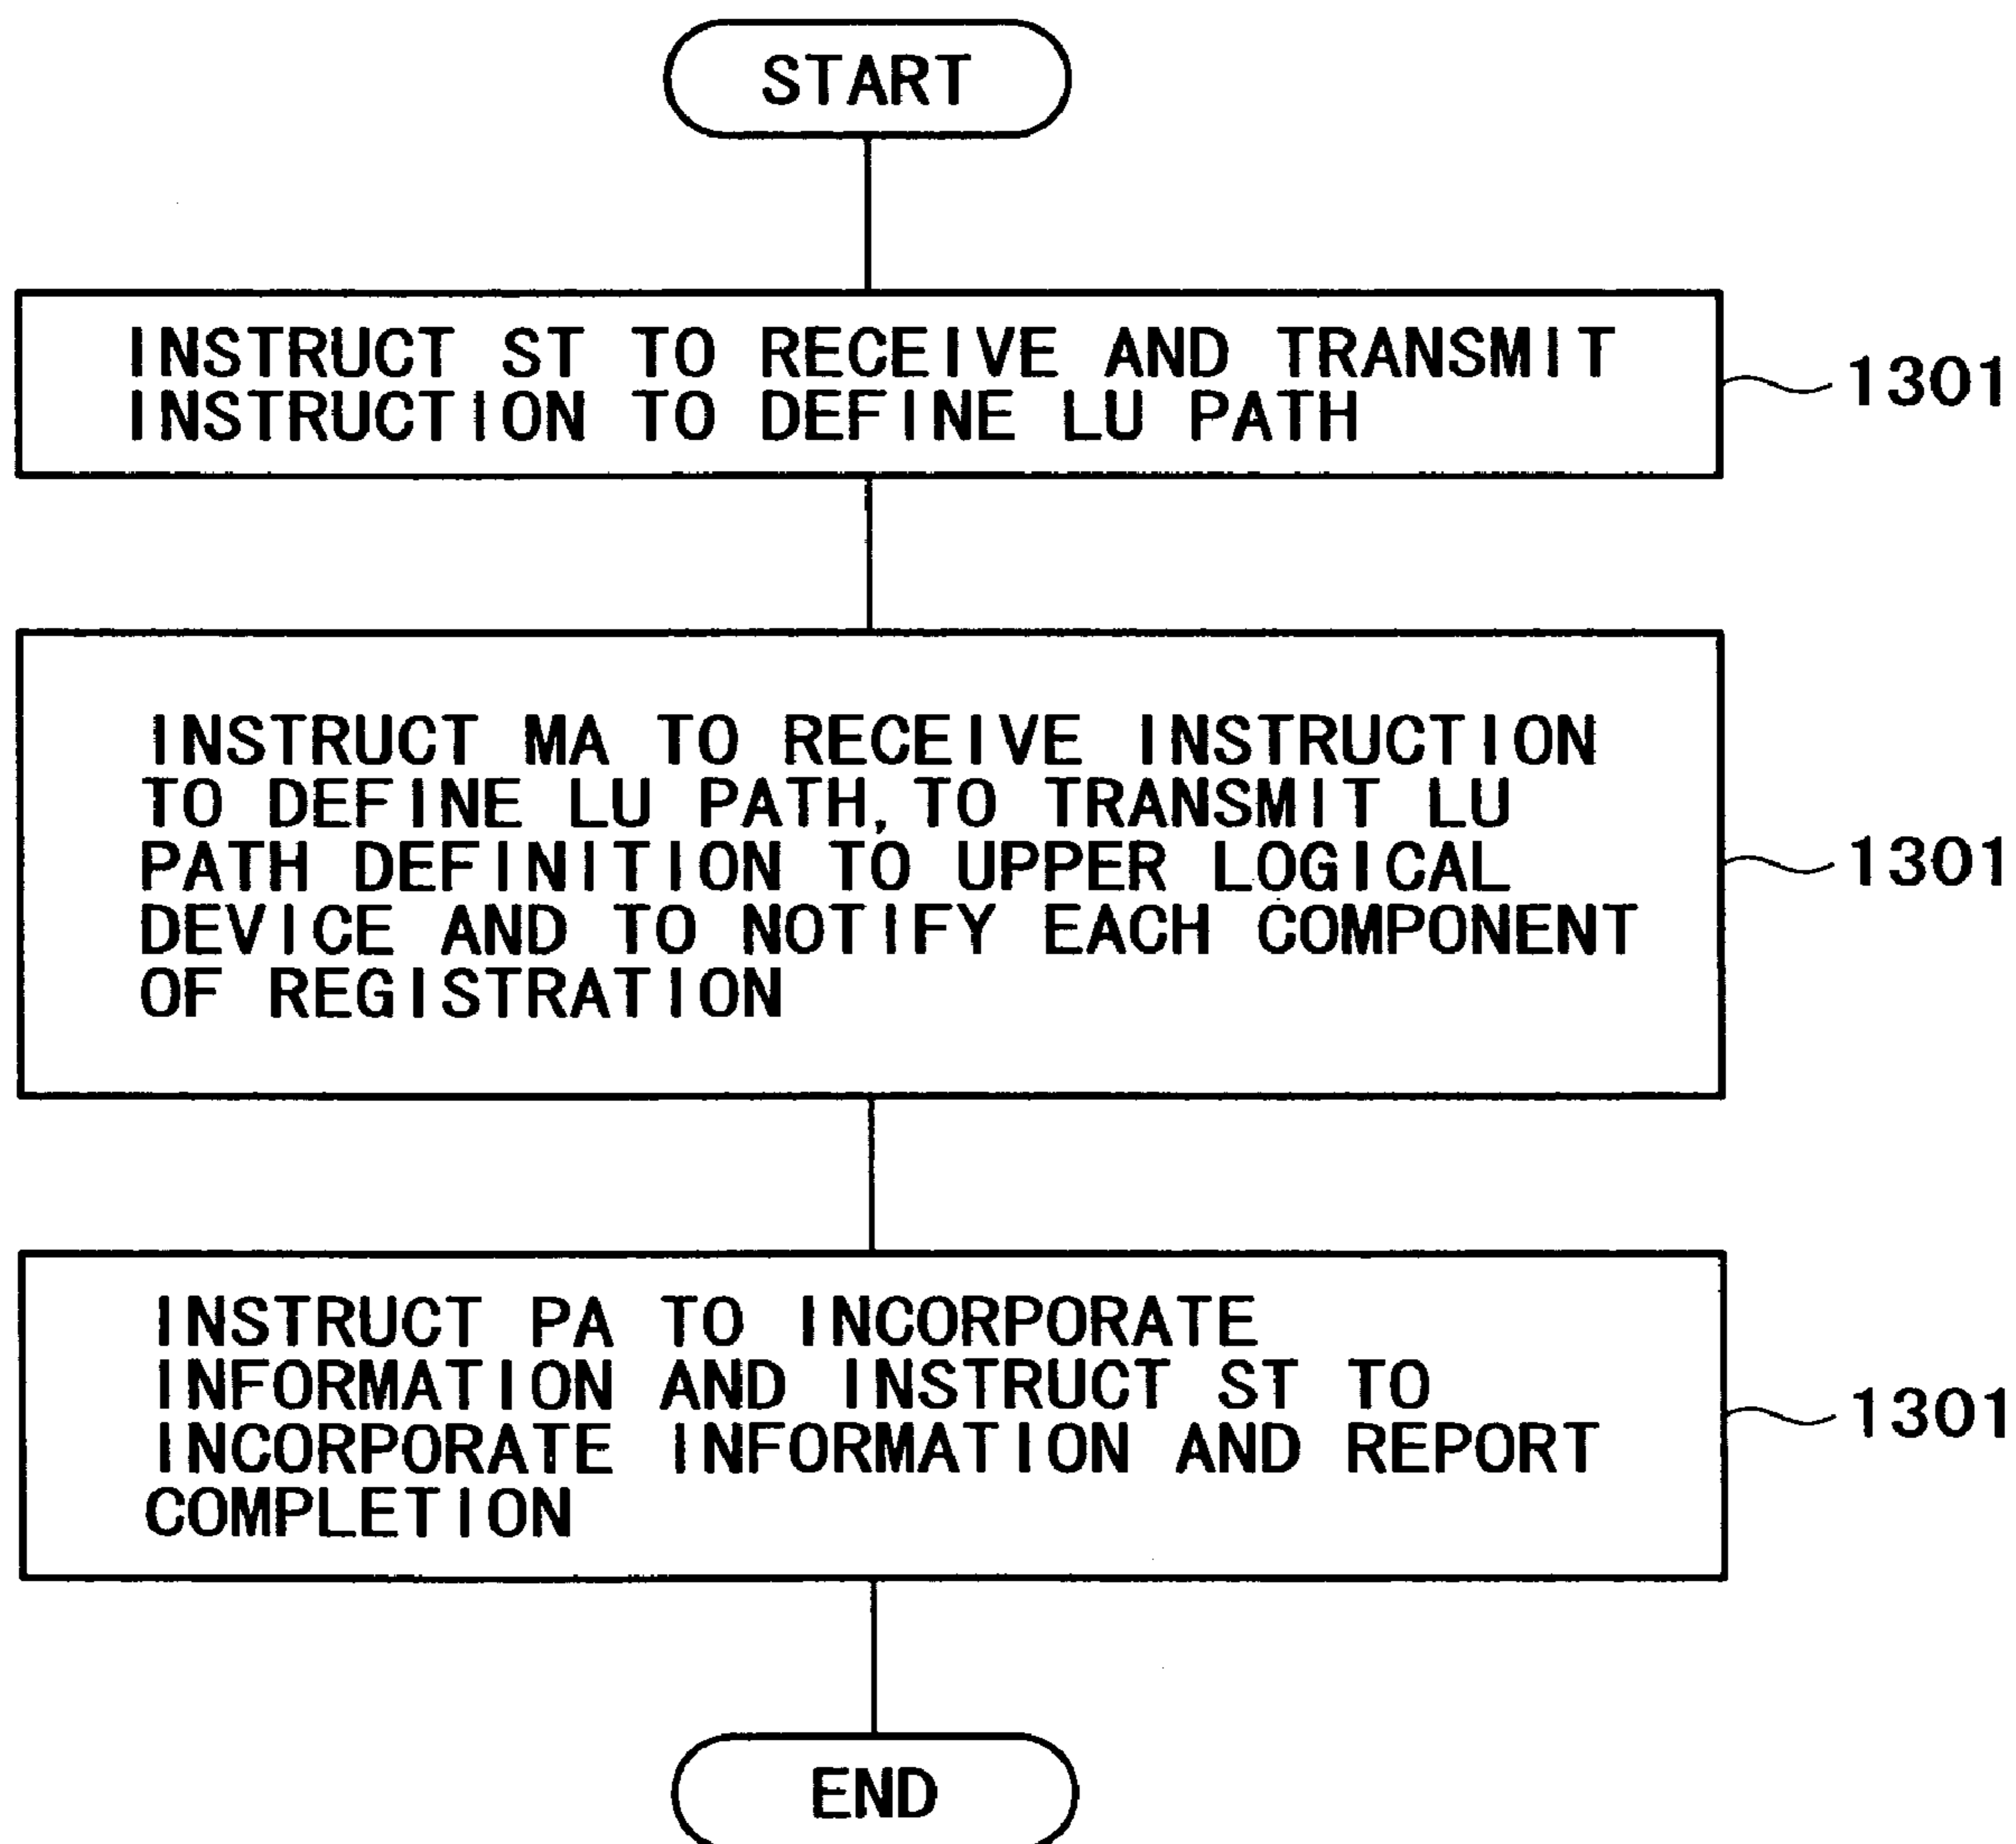 START
INSTRUCT ST TO RECEIVE AND TRANSMIT
INSTRUCTION TO DEFINE LU PATH
1301
INSTRUCT MA TO RECEIVE INSTRUCTION
TO DEFINE LU PATH, TO TRANSMIT LU
PATH DEFINITION TO UPPER LOGICAL
DEVICE AND TO NOTIFY EACH COMPONENT
OF REGISTRATION
1301
INSTRUCT PA TO INCORPORATE
INFORMATION AND INSTRUCT ST TO
INCORPORATE INFORMATION AND REPORT
COMPLETION
1301
END